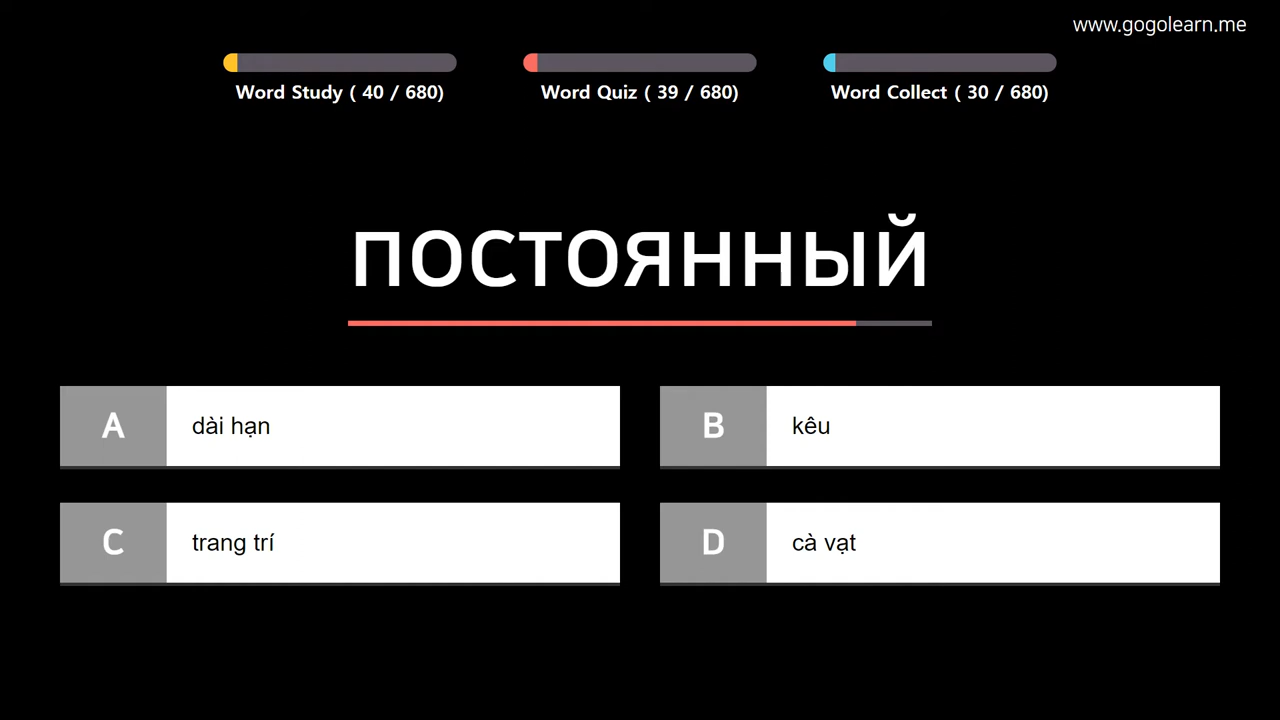 www.gogolearn.me
Word Study ( 40 / 680)
Word Quiz ( 39 / 680)
Word Collect ( 30 / 680)
ПОСТОЯННЫЙ
A
dài hạn
B
kêu
C
trang trí
D
cà vạt